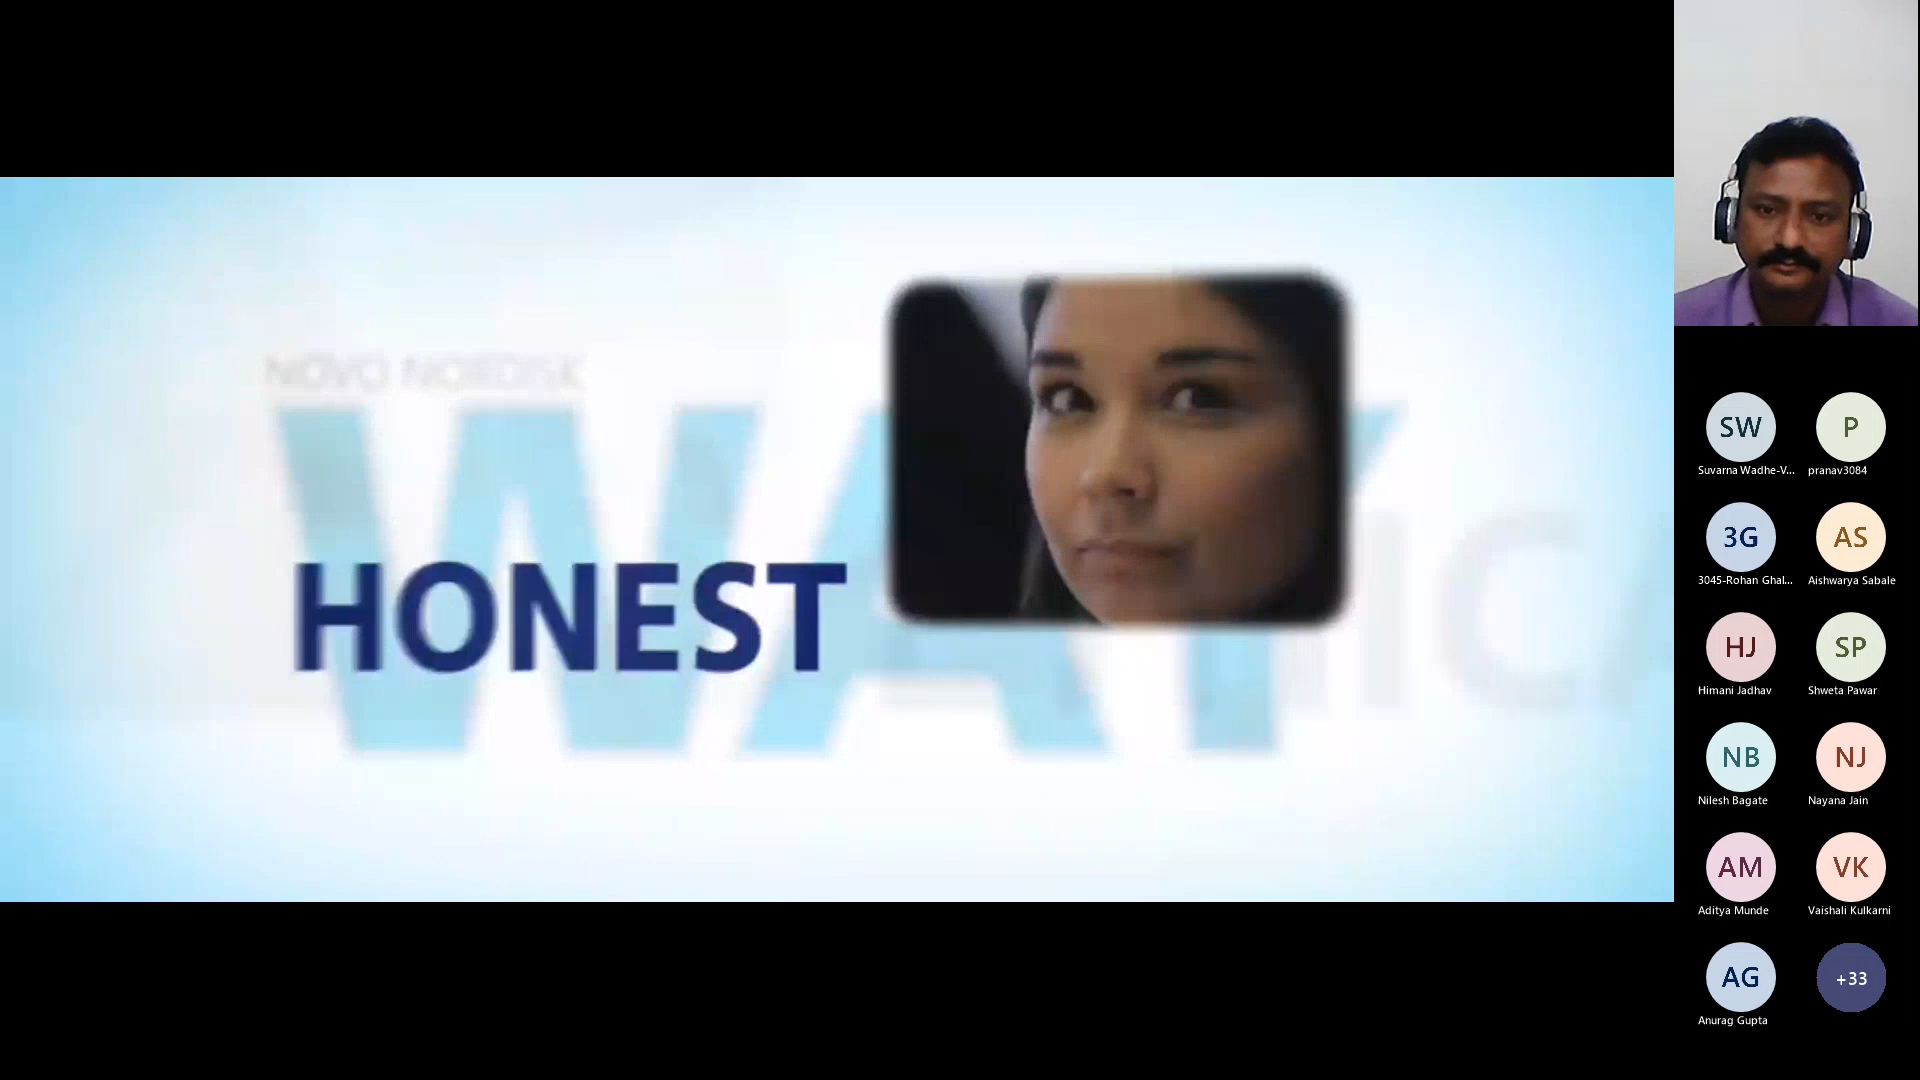 NOVO NORDISK
WAY
HONEST
SW
Suvarna Wadhe-V...
P
pranav3084
3G
3045-Rohan Ghal...
AS
Aishwarya Sabale
HJ
Himani Jadhav
SP
Shweta Pawar
NB
Nilesh Bagate
NJ
Nayana Jain
AM
Aditya Munde
VK
Vaishali Kulkarni
AG
Anurag Gupta
+33